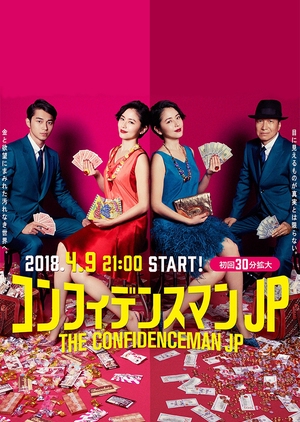 目に見えるものが真実とは限らない。
金と欲望にまみれた汚れなき世界へ。
2018.4.9 21:00 START!
初回30分拡大
コンフィデンスマン JP
THE CONFIDENCEMAN JP